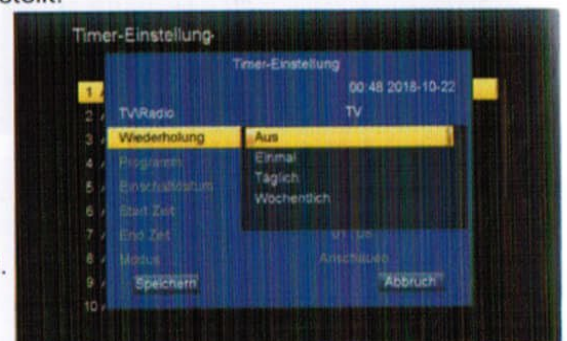 Timer-Einstellung
Timer-Einstellung
00:48 2018-10-22
1
2 TV\Radio TV
3 Wiederholung Aus
4 Programm Einmal
5 Einschaltdatum Täglich
6 Start Zeit Wöchentlich
7 End Zeit
8 Modus Anschauen
9 Speichern Abbruch
10